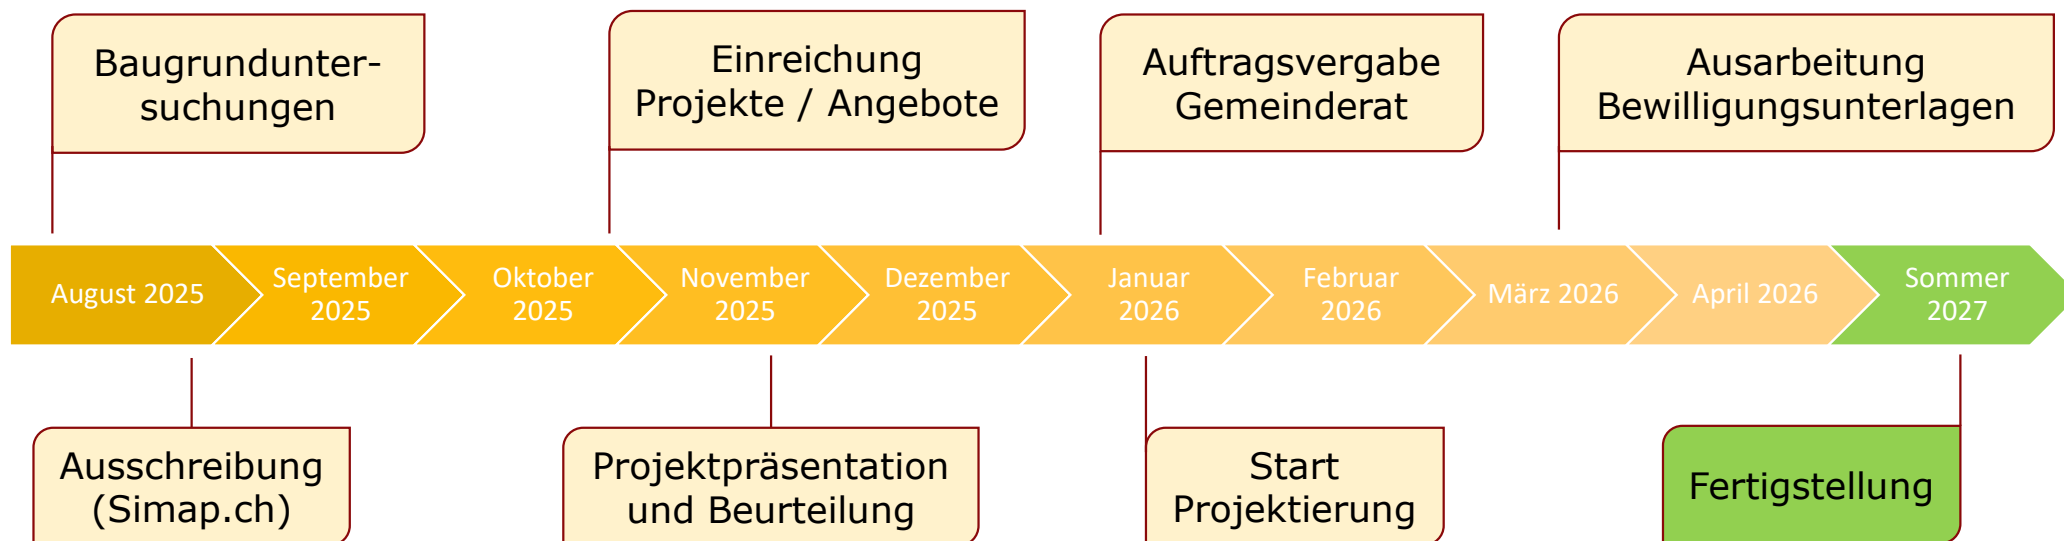 Baugrundunter-
suchungen
Einreichung
Projekte / Angebote
Auftragsvergabe
Gemeinderat
Ausarbeitung
Bewilligungsunterlagen
August 2025
September
2025
Oktober
2025
November
2025
Dezember
2025
Januar
2026
Februar
2026
März 2026
April 2026
Sommer
2027
Ausschreibung
(Simap.ch)
Projektpräsentation
und Beurteilung
Start
Projektierung
Fertigstellung